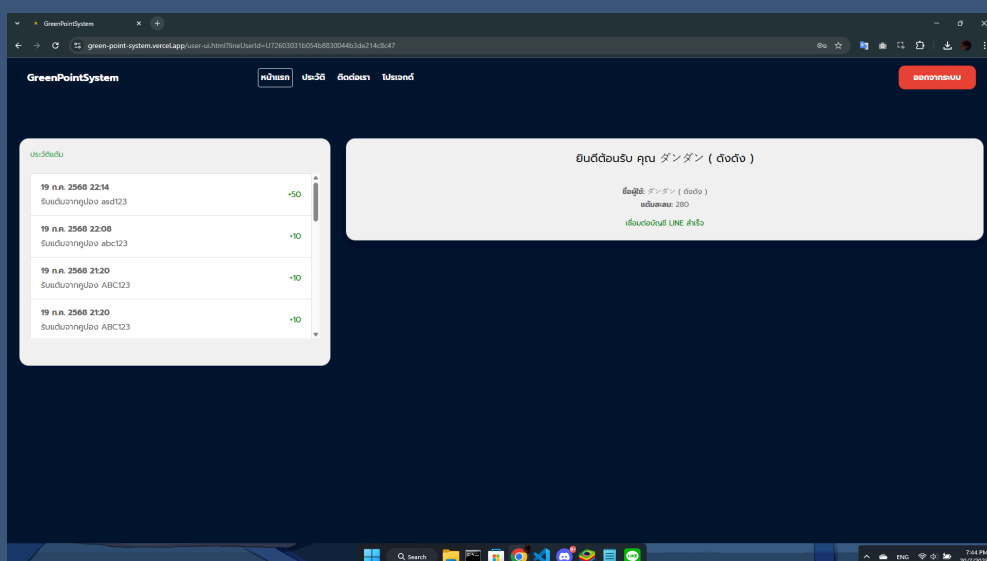 GreenPointSystem
green-point-system.vercel.app/user-ui.html?lineUserId=U72603031b054b8830044b3de214c8c47
GreenPointSystem
หน้าแรก ประวัติ ติดต่อเรา โปรเจกต์
ออกจากระบบ
ประวัติแต้ม
19 ก.ค. 2568 22:14
รับแต้มจากคูปอง asd123
+50
19 ก.ค. 2568 22:08
รับแต้มจากคูปอง abc123
+10
19 ก.ค. 2568 21:20
รับแต้มจากคูปอง ABC123
+10
19 ก.ค. 2568 21:20
รับแต้มจากคูปอง ABC123
+10
ยินดีต้อนรับ คุณ ダンダン ( ดังดัง )
ชื่อผู้ใช้: ダンダン ( ดังดัง )
แต้มสะสม: 280
เชื่อมต่อบัญชี LINE สำเร็จ
Search
ENG
7:44 PM